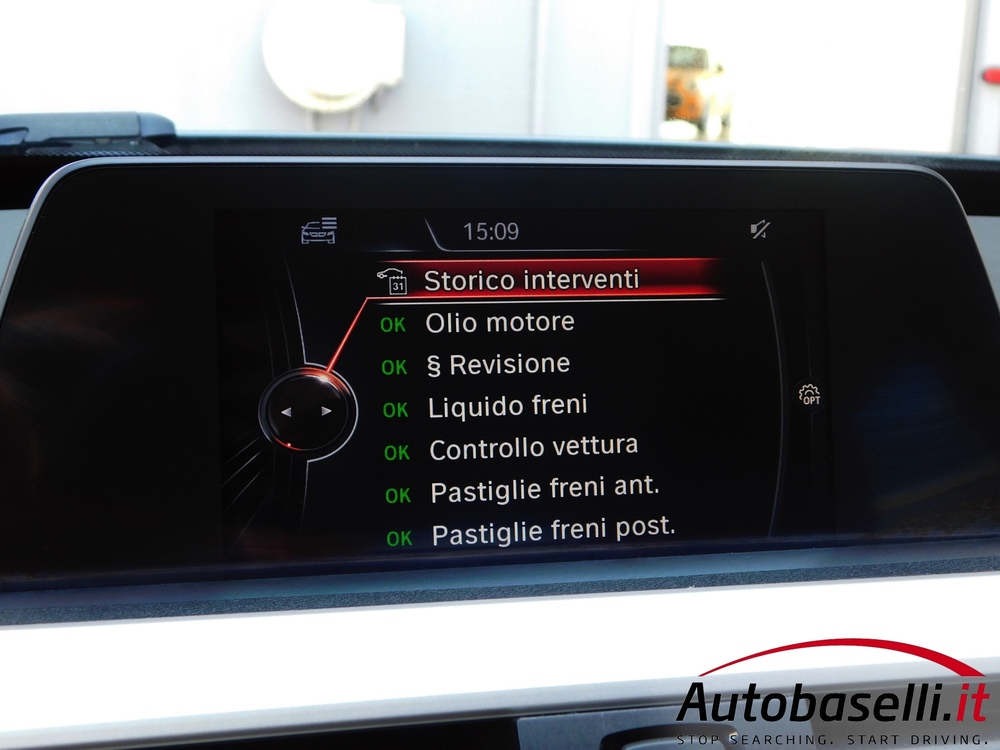 15:09
31
Storico interventi
OK Olio motore
OK § Revisione
OK Liquido freni
OK Controllo vettura
OK Pastiglie freni ant.
OK Pastiglie freni post.
OPT
Autobaselli.it
STOP SEARCHING. START DRIVING.